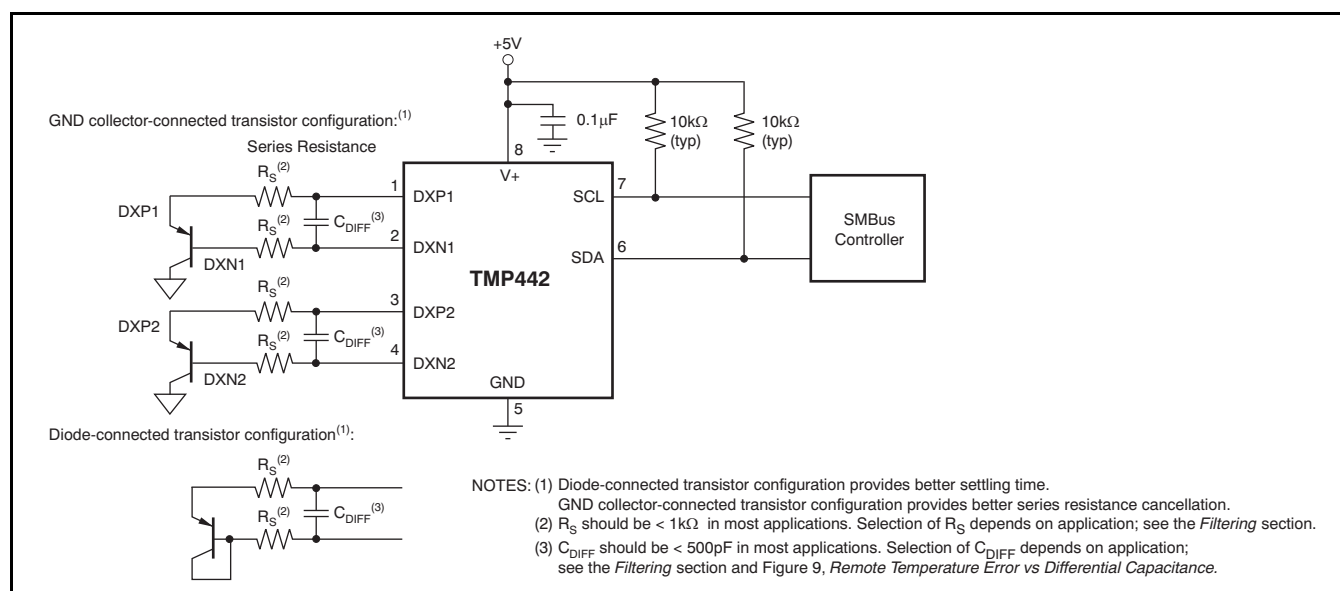 +5V
GND collector-connected transistor configuration:(1)
Series Resistance
0.1μF
10kΩ
(typ)
10kΩ
(typ)
8
V+
RS(2)
1
DXP1
SCL
7
DXP1
RS(2)
CDIFF(3)
2
DXN1
DXN1
SDA
6
SMBus
Controller
TMP442
RS(2)
3
DXP2
DXP2
RS(2)
CDIFF(3)
4
DXN2
DXN2
GND
5
Diode-connected transistor configuration(1):
RS(2)
RS(2)
CDIFF(3)
NOTES: (1) Diode-connected transistor configuration provides better settling time.
GND collector-connected transistor configuration provides better series resistance cancellation.
(2) RS should be < 1kΩ in most applications. Selection of RS depends on application; see the Filtering section.
(3) CDIFF should be < 500pF in most applications. Selection of CDIFF depends on application;
see the Filtering section and Figure 9, Remote Temperature Error vs Differential Capacitance.